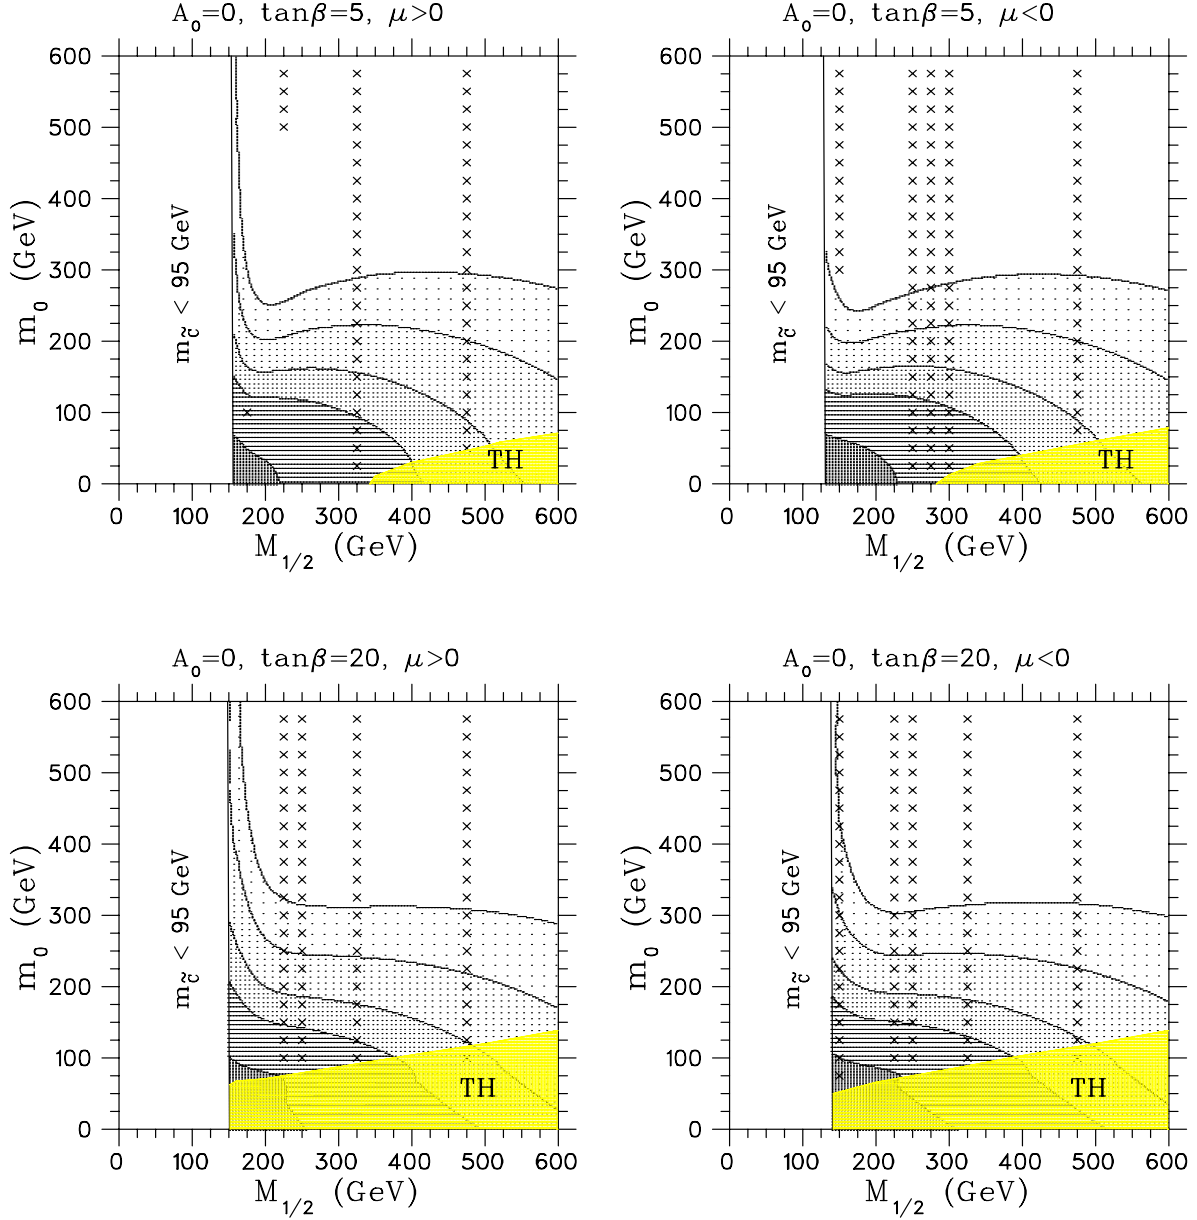 A₀=0, tanβ=5, μ>0
600
500
400
300
200
100
0
m₀ (GeV)
m_c̃ < 95 GeV
TH
0 100 200 300 400 500 600
M₁/₂ (GeV)
A₀=0, tanβ=5, μ<0
600
500
400
300
200
100
0
m₀ (GeV)
m_c̃ < 95 GeV
TH
0 100 200 300 400 500 600
M₁/₂ (GeV)
A₀=0, tanβ=20, μ>0
600
500
400
300
200
100
0
m₀ (GeV)
m_c̃ < 95 GeV
TH
0 100 200 300 400 500 600
M₁/₂ (GeV)
A₀=0, tanβ=20, μ<0
600
500
400
300
200
100
0
m₀ (GeV)
m_c̃ < 95 GeV
TH
0 100 200 300 400 500 600
M₁/₂ (GeV)